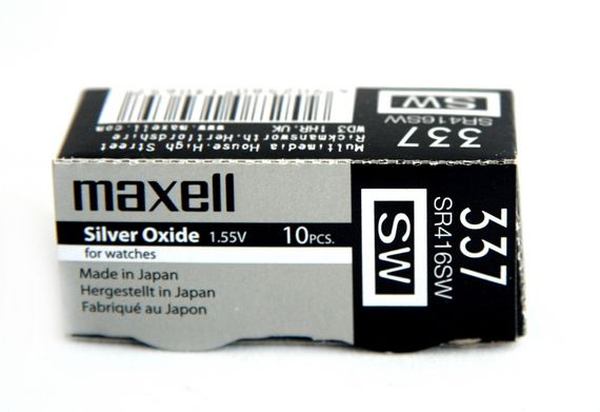 SW
SR416SW
337
www.maxell.com
WD3 1HR.UK
Rickmansworth.Hertfordshire
Multimedia House.High Street
maxell
Silver Oxide 1.55V 10PCS.
for watches
Made in Japan
Hergestellt in Japan
Fabriqué au Japon
SW
SR416SW
337